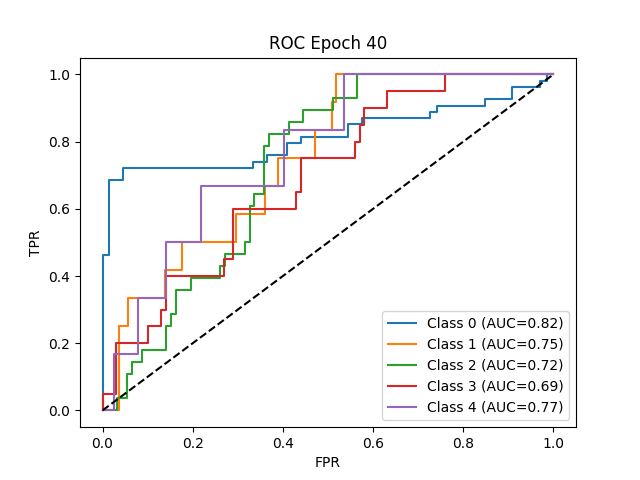 ROC Epoch 40
TPR
1.0
0.8
0.6
0.4
0.2
0.0
Class 0 (AUC=0.82)
Class 1 (AUC=0.75)
Class 2 (AUC=0.72)
Class 3 (AUC=0.69)
Class 4 (AUC=0.77)
0.0 0.2 0.4 0.6 0.8 1.0
FPR